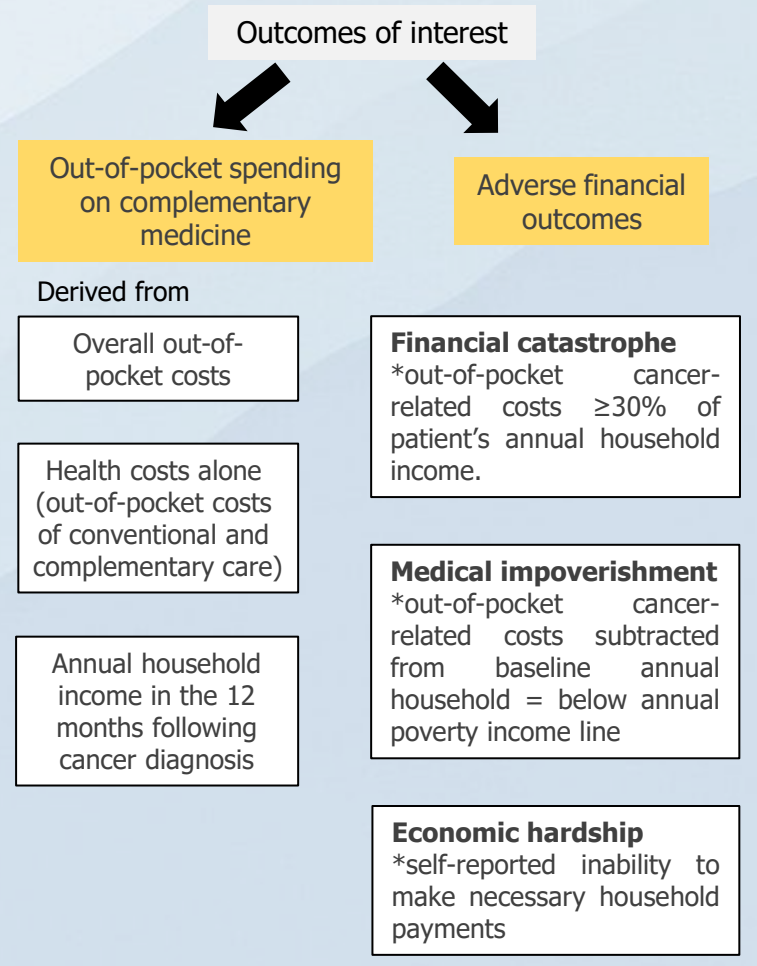 Outcomes of interest
Out-of-pocket spending
on complementary
medicine
Adverse financial
outcomes
Derived from
Overall out-of-
pocket costs
Health costs alone
(out-of-pocket costs
of conventional and
complementary care)
Annual household
income in the 12
months following
cancer diagnosis
Financial catastrophe
*out-of-pocket cancer-
related costs ≥30% of
patient’s annual household
income.
Medical impoverishment
*out-of-pocket cancer-
related costs subtracted
from baseline annual
household = below annual
poverty income line
Economic hardship
*self-reported inability to
make necessary household
payments